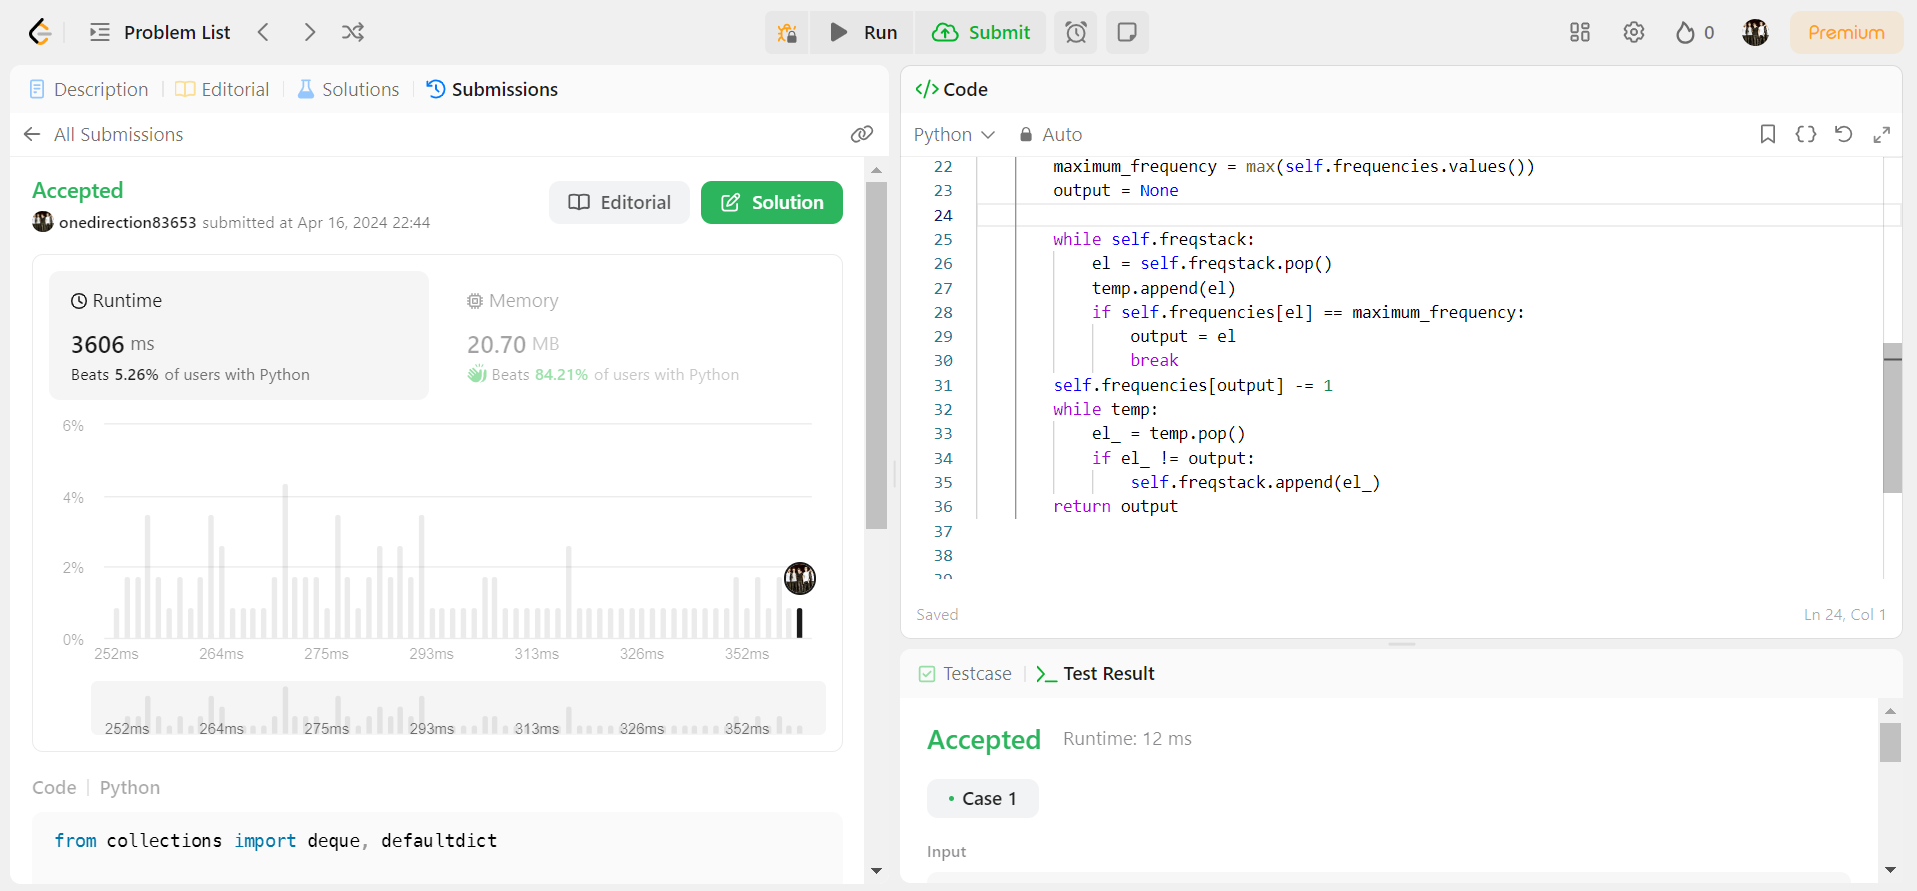 Problem List
Run
Submit
0
Premium
Description
Editorial
Solutions
Submissions
All Submissions
Accepted
onedirection83653 submitted at Apr 16, 2024 22:44
Editorial
Solution
Runtime
3606 ms
Beats 5.26% of users with Python
Memory
20.70 MB
Beats 84.21% of users with Python
6%
4%
2%
0%
252ms 264ms 275ms 293ms 313ms 326ms 352ms
252ms 264ms 275ms 293ms 313ms 326ms 352ms
Code | Python
from collections import deque, defaultdict
</> Code
Python
Auto
22 maximum_frequency = max(self.frequencies.values())
23 output = None
24
25 while self.freqstack:
26 el = self.freqstack.pop()
27 temp.append(el)
28 if self.frequencies[el] == maximum_frequency:
29 output = el
30 break
31 self.frequencies[output] -= 1
32 while temp:
33 el_ = temp.pop()
34 if el_ != output:
35 self.freqstack.append(el_)
36 return output
37
38
39
Saved
Ln 24, Col 1
Testcase
Test Result
Accepted
Runtime: 12 ms
• Case 1
Input